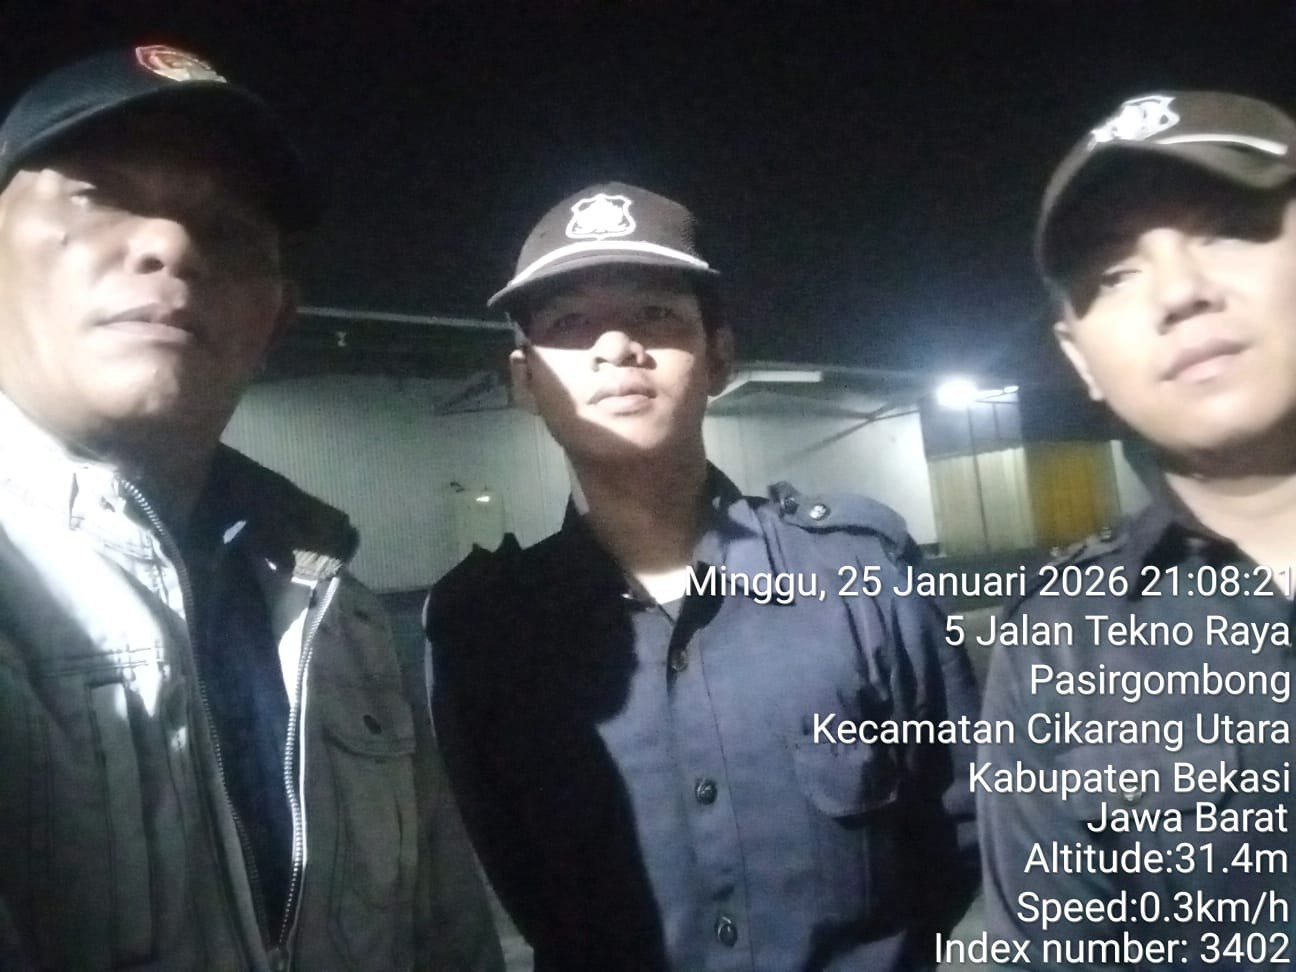 Minggu, 25 Januari 2026 21:08:21
5 Jalan Tekno Raya
Pasirgombong
Kecamatan Cikarang Utara
Kabupaten Bekasi
Jawa Barat
Altitude:31.4m
Speed:0.3km/h
Index number: 3402